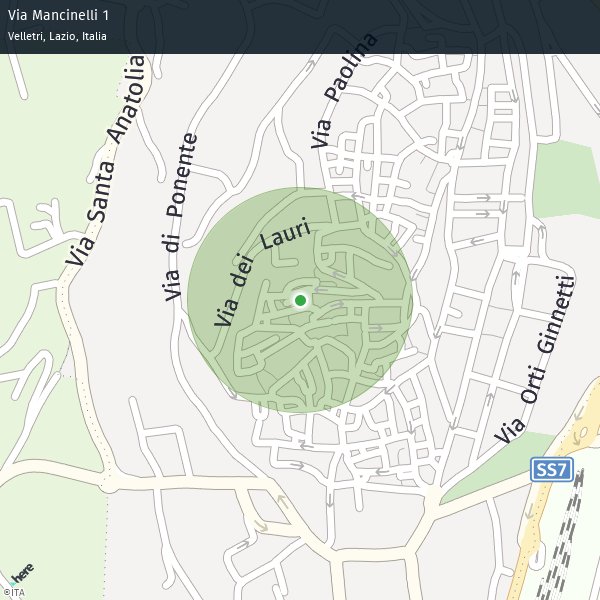 Via Mancinelli 1
Velletri, Lazio, Italia
Via Paolina
Via Santa Anatolia
Via di Ponente
Via dei Lauri
Via Orti Ginnetti
SS7
here
©ITA